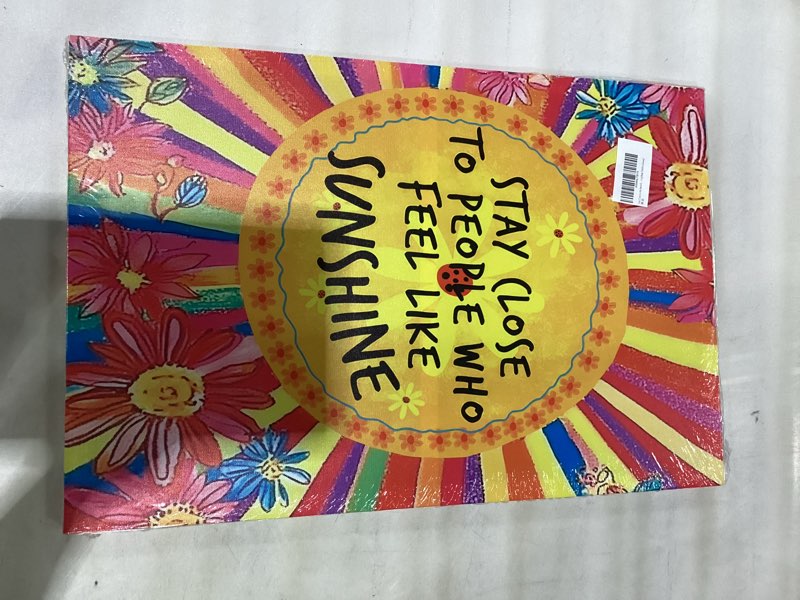 STAY CLOSE
TO PEOPLE WHO
FEEL LIKE
SUNSHINE